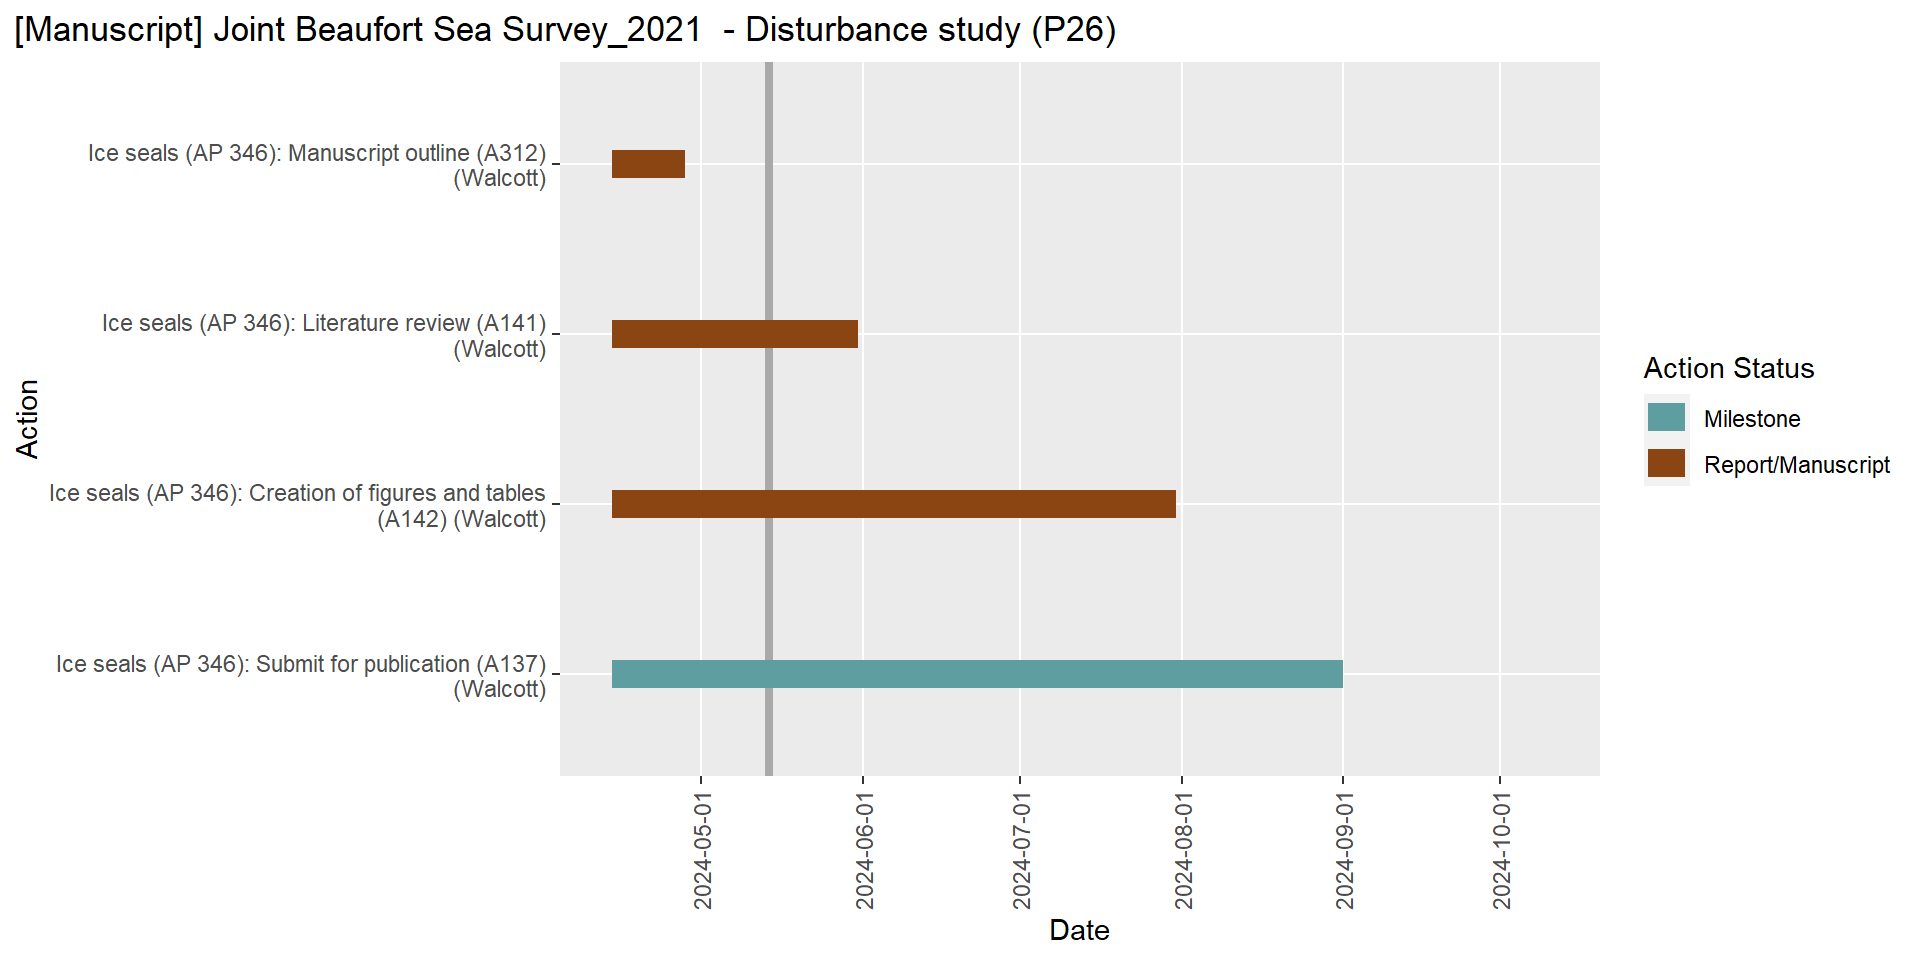 [Manuscript] Joint Beaufort Sea Survey_2021  - Disturbance study (P26)
Action
Ice seals (AP 346): Manuscript outline (A312)
(Walcott)
Ice seals (AP 346): Literature review (A141)
(Walcott)
Ice seals (AP 346): Creation of figures and tables
(A142) (Walcott)
Ice seals (AP 346): Submit for publication (A137)
(Walcott)
2024-05-01
2024-06-01
2024-07-01
2024-08-01
2024-09-01
2024-10-01
Date
Action Status
Milestone
Report/Manuscript